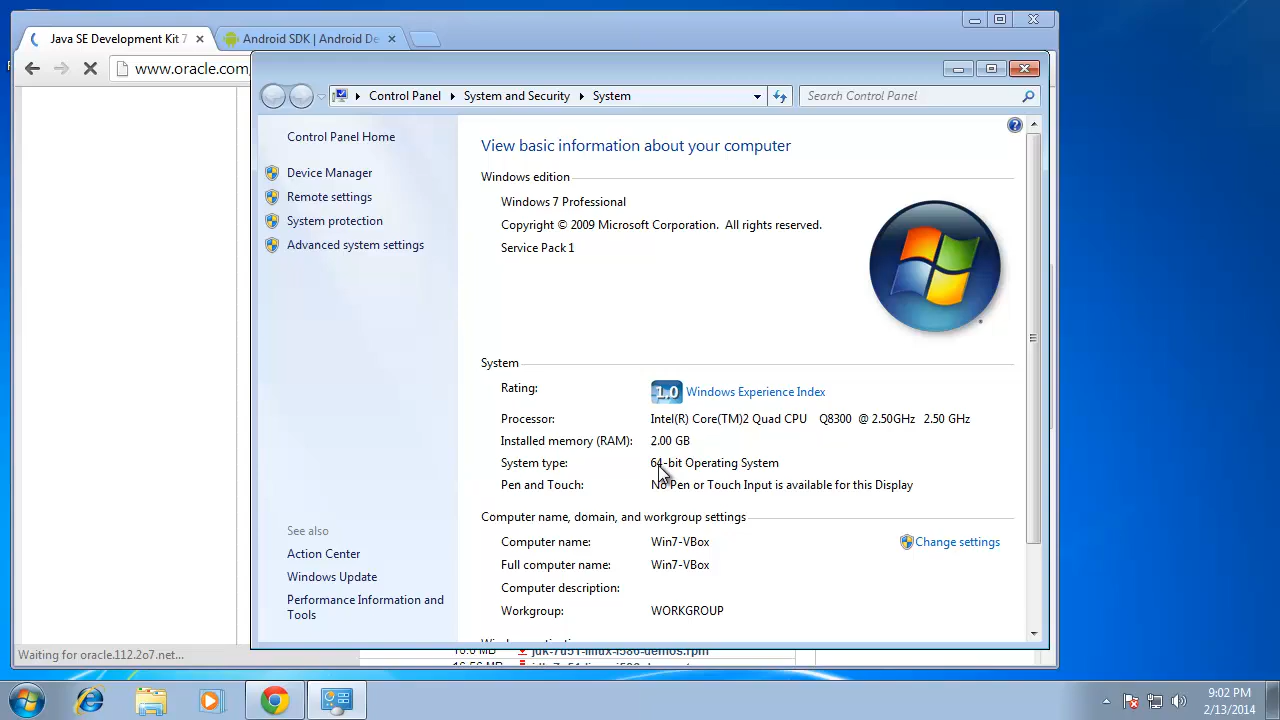 Java SE Development Kit 7
Android SDK | Android De
www.oracle.com
Control Panel
System and Security
System
Search Control Panel
Control Panel Home
Device Manager
Remote settings
System protection
Advanced system settings
See also
Action Center
Windows Update
Performance Information and
Tools
View basic information about your computer
Windows edition
Windows 7 Professional
Copyright © 2009 Microsoft Corporation. All rights reserved.
Service Pack 1
System
Rating: 1.0 Windows Experience Index
Processor: Intel(R) Core(TM)2 Quad CPU Q8300 @ 2.50GHz 2.50 GHz
Installed memory (RAM): 2.00 GB
System type: 64-bit Operating System
Pen and Touch: No Pen or Touch Input is available for this Display
Computer name, domain, and workgroup settings
Computer name: Win7-VBox
Change settings
Full computer name: Win7-VBox
Computer description:
Workgroup: WORKGROUP
Waiting for oracle.112.2o7.net...
jdk-7u51-linux-i586-demos.rpm
9:02 PM
2/13/2014